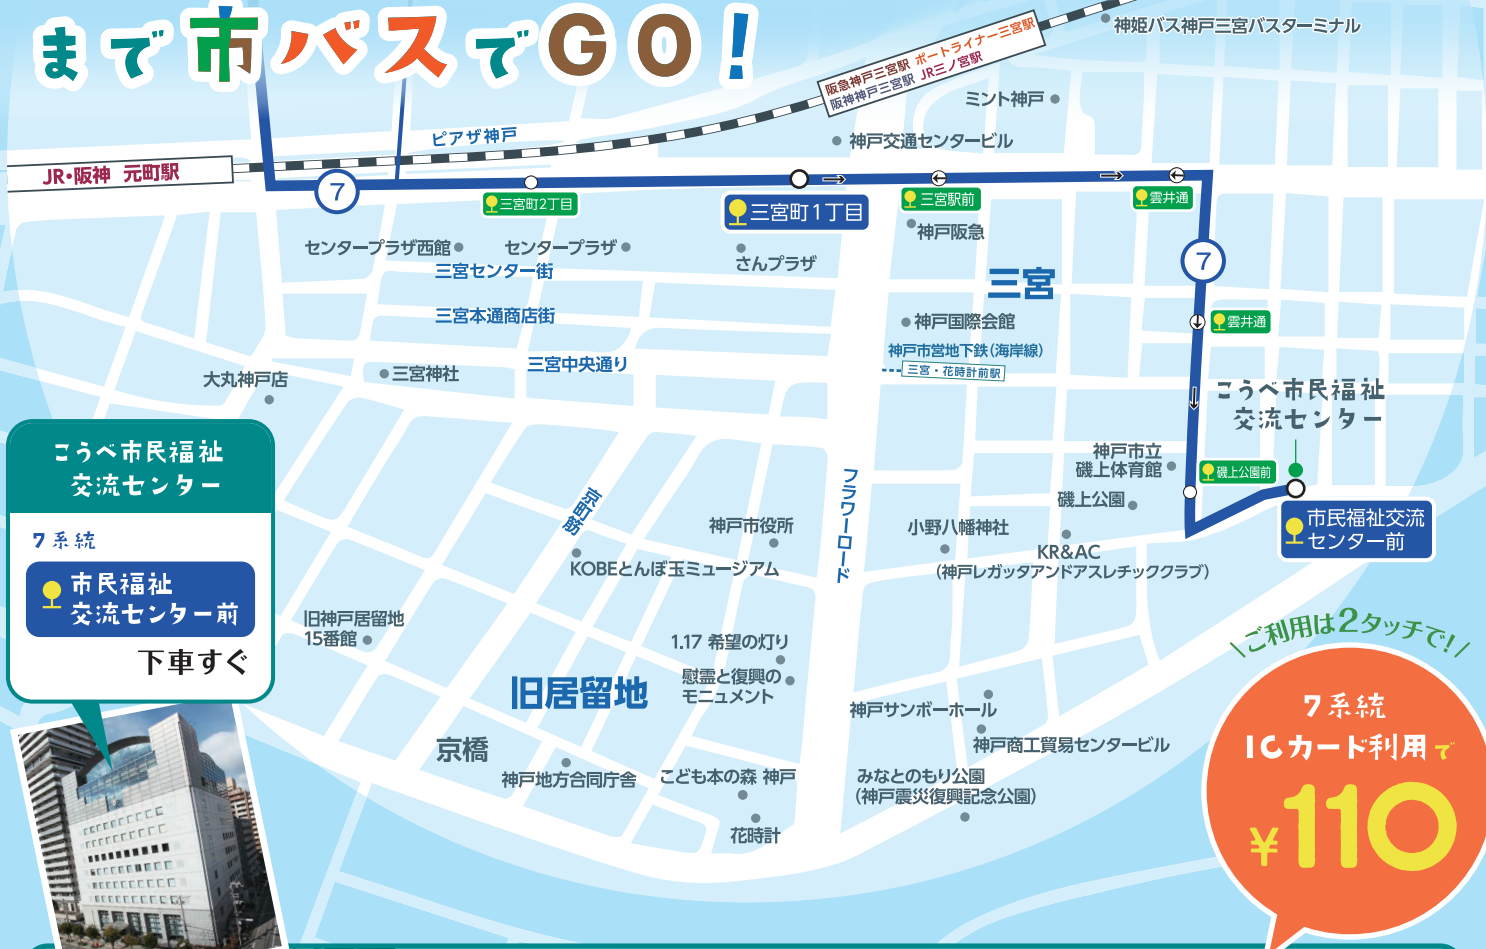 まで市バスでGO!
神姫バス神戸三宮バスターミナル
阪急神戸三宮駅 ポートライナー三宮駅
阪神神戸三宮駅 JR三ノ宮駅
ミント神戸
神戸交通センタービル
ピアザ神戸
JR・阪神 元町駅
7
三宮町2丁目
三宮町1丁目
三宮駅前
雲井通
神戸阪急
センタープラザ西館
センタープラザ
さんプラザ
三宮センター街
三宮
7
三宮本通商店街
神戸国際会館
雲井通
神戸市営地下鉄(海岸線)
三宮・花時計前駅
三宮中央通り
三宮神社
大丸神戸店
こうべ市民福祉
交流センター
神戸市立
磯上体育館
磯上公園前
磯上公園
市民福祉交流
センター前
フラワーロード
京町筋
神戸市役所
小野八幡神社
KR&AC
(神戸レガッタアンドアスレチッククラブ)
KOBEとんぼ玉ミュージアム
こうべ市民福祉
交流センター
7系統
市民福祉
交流センター前
下車すぐ
旧神戸居留地
15番館
1.17 希望の灯り
慰霊と復興の
モニュメント
旧居留地
神戸サンボーホール
神戸商工貿易センタービル
京橋
神戸地方合同庁舎
こども本の森 神戸
みなとのもり公園
(神戸震災復興記念公園)
花時計
\ご利用は2タッチで!/
7系統
ICカード利用で
¥110